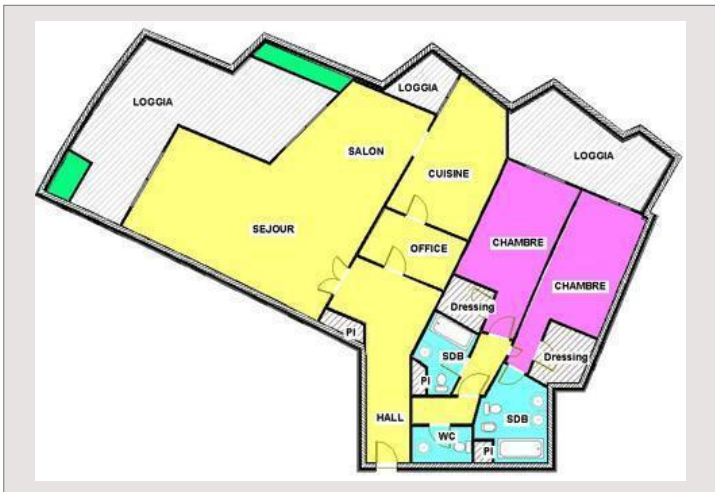 LOGGIA
LOGGIA
SALON
CUISINE
LOGGIA
SEJOUR
OFFICE
CHAMBRE
CHAMBRE
Dressing
PI
SDB
Dressing
PI
HALL
SDB
WC
PI